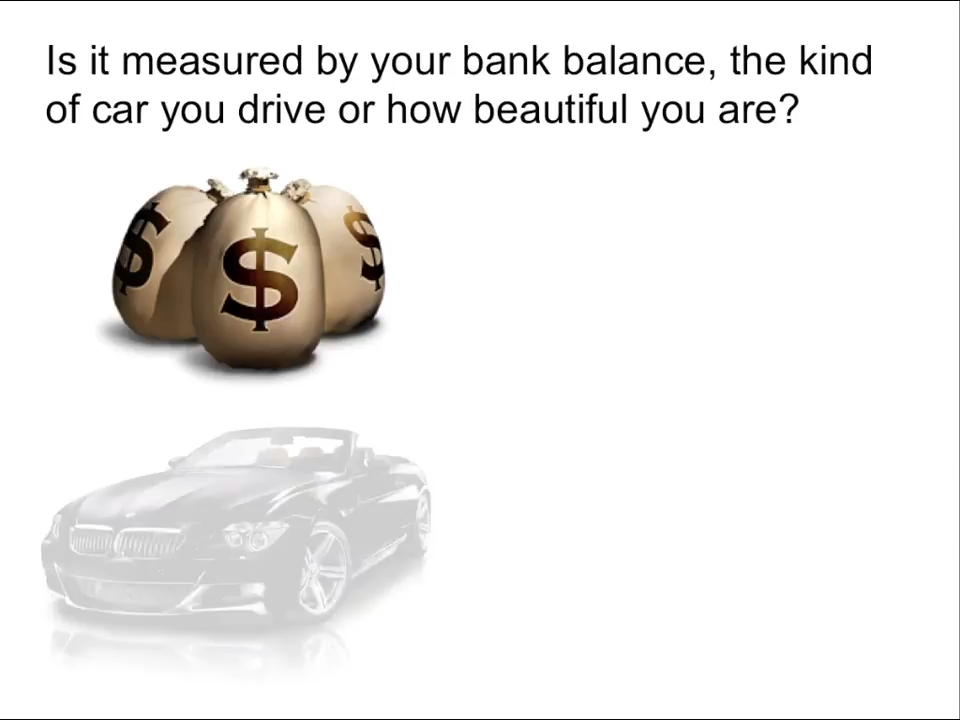 Is it measured by your bank balance, the kind
of car you drive or how beautiful you are?
$ $ $